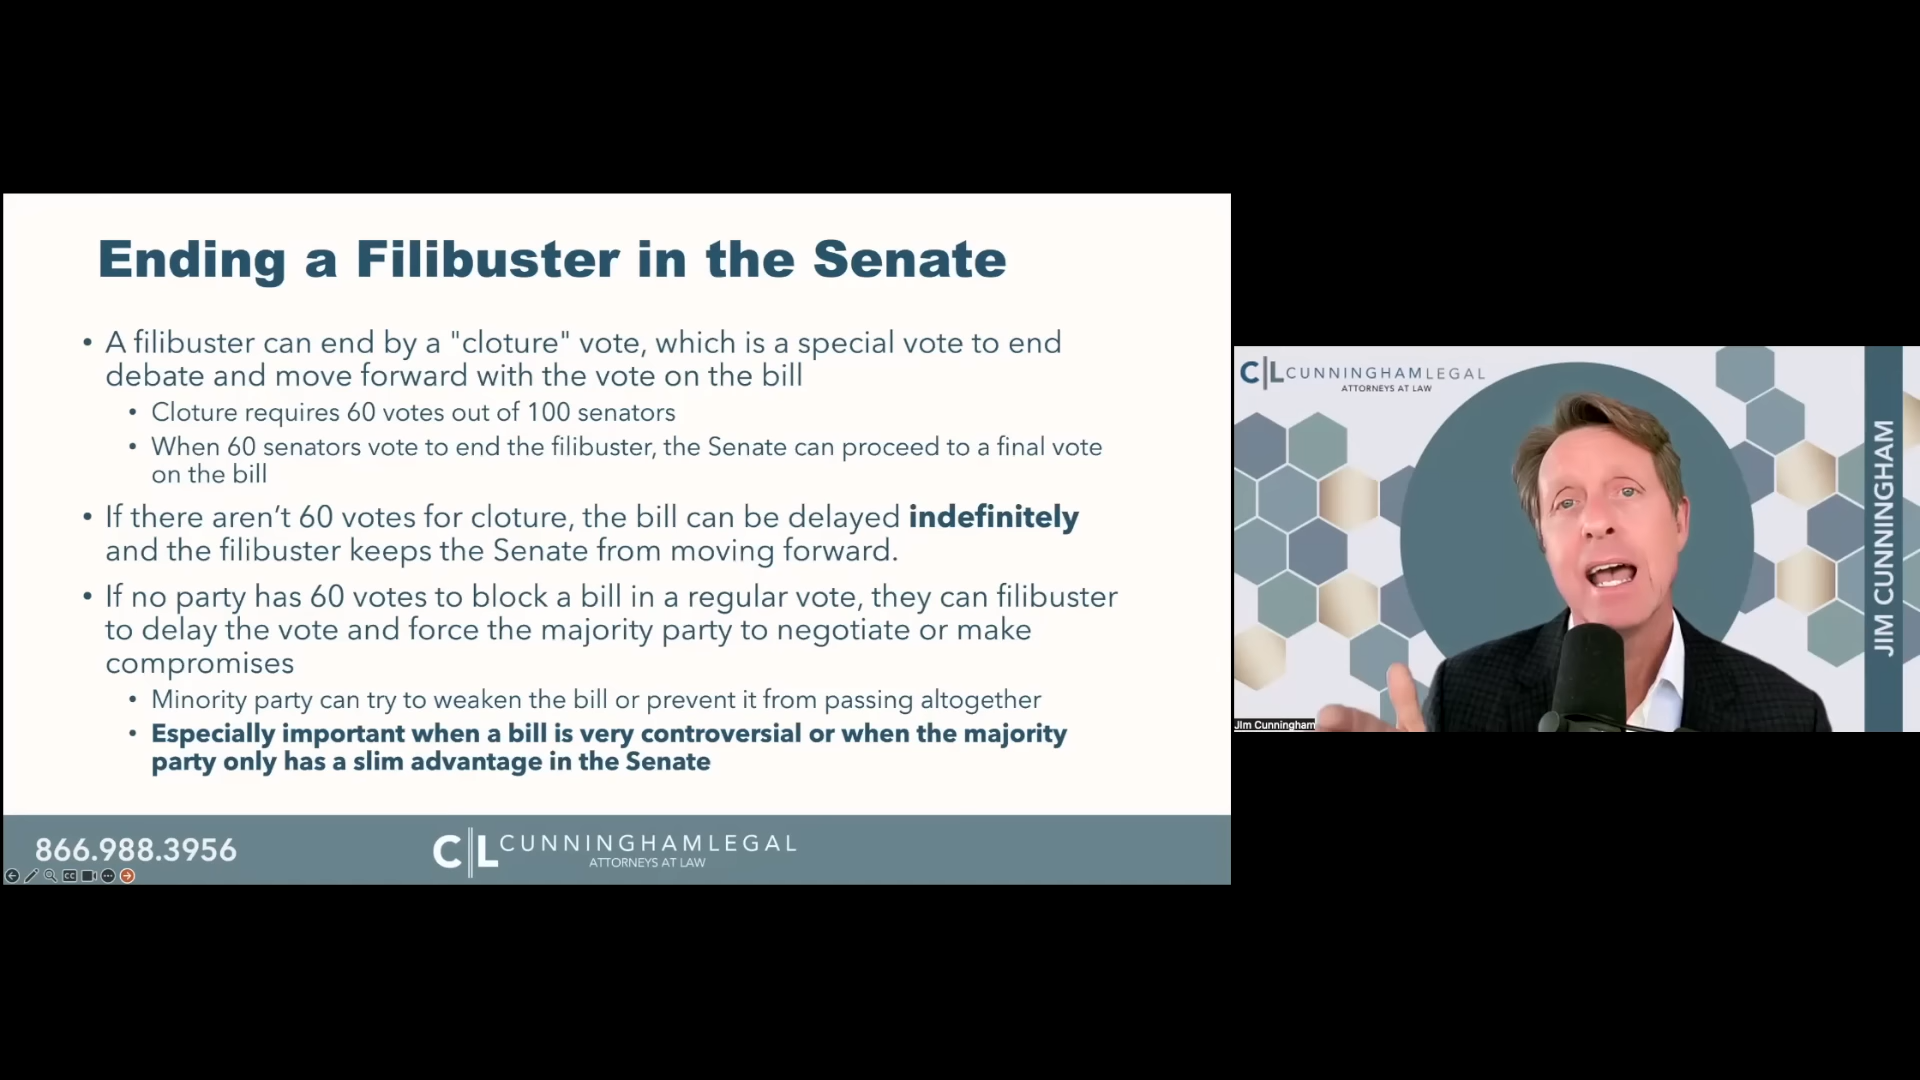 Ending a Filibuster in the Senate
• A filibuster can end by a "cloture" vote, which is a special vote to end
debate and move forward with the vote on the bill
• Cloture requires 60 votes out of 100 senators
• When 60 senators vote to end the filibuster, the Senate can proceed to a final vote
on the bill
• If there aren't 60 votes for cloture, the bill can be delayed indefinitely
and the filibuster keeps the Senate from moving forward.
• If no party has 60 votes to block a bill in a regular vote, they can filibuster
to delay the vote and force the majority party to negotiate or make
compromises
• Minority party can try to weaken the bill or prevent it from passing altogether
• Especially important when a bill is very controversial or when the majority
party only has a slim advantage in the Senate
866.988.3956
CL CUNNINGHAMLEGAL
ATTORNEYS AT LAW
CC
CL CUNNINGHAMLEGAL
ATTORNEYS AT LAW
JIM CUNNINGHAM
JIm Cunningham